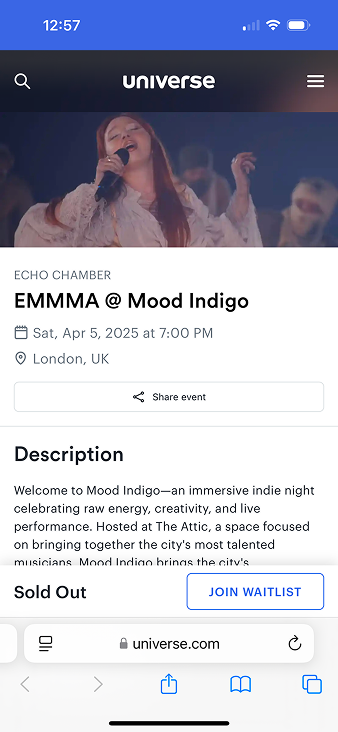 12:57
universe
ECHO CHAMBER
EMMMA @ Mood Indigo
Sat, Apr 5, 2025 at 7:00 PM
London, UK
Share event
Description
Welcome to Mood Indigo—an immersive indie night
celebrating raw energy, creativity, and live
performance. Hosted at The Attic, a space focused
on bringing together the city's most talented
musicians, Mood Indigo brings the city's
Sold Out
JOIN WAITLIST
universe.com